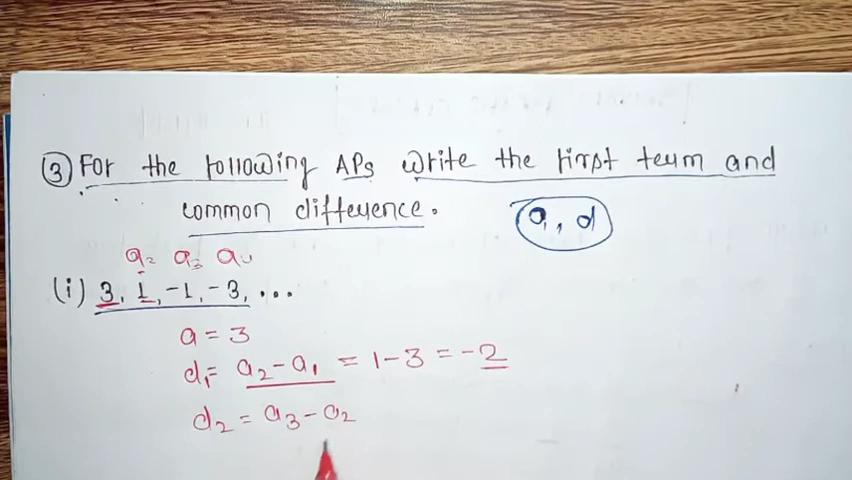 ③ For the following APs write the first term and
common difference.
a, d
a₂ a₃ a₄
(i) 3, 1, -1, -3, ...
a = 3
d₁ = a₂ - a₁ = 1 - 3 = -2
d₂ = a₃ - a₂